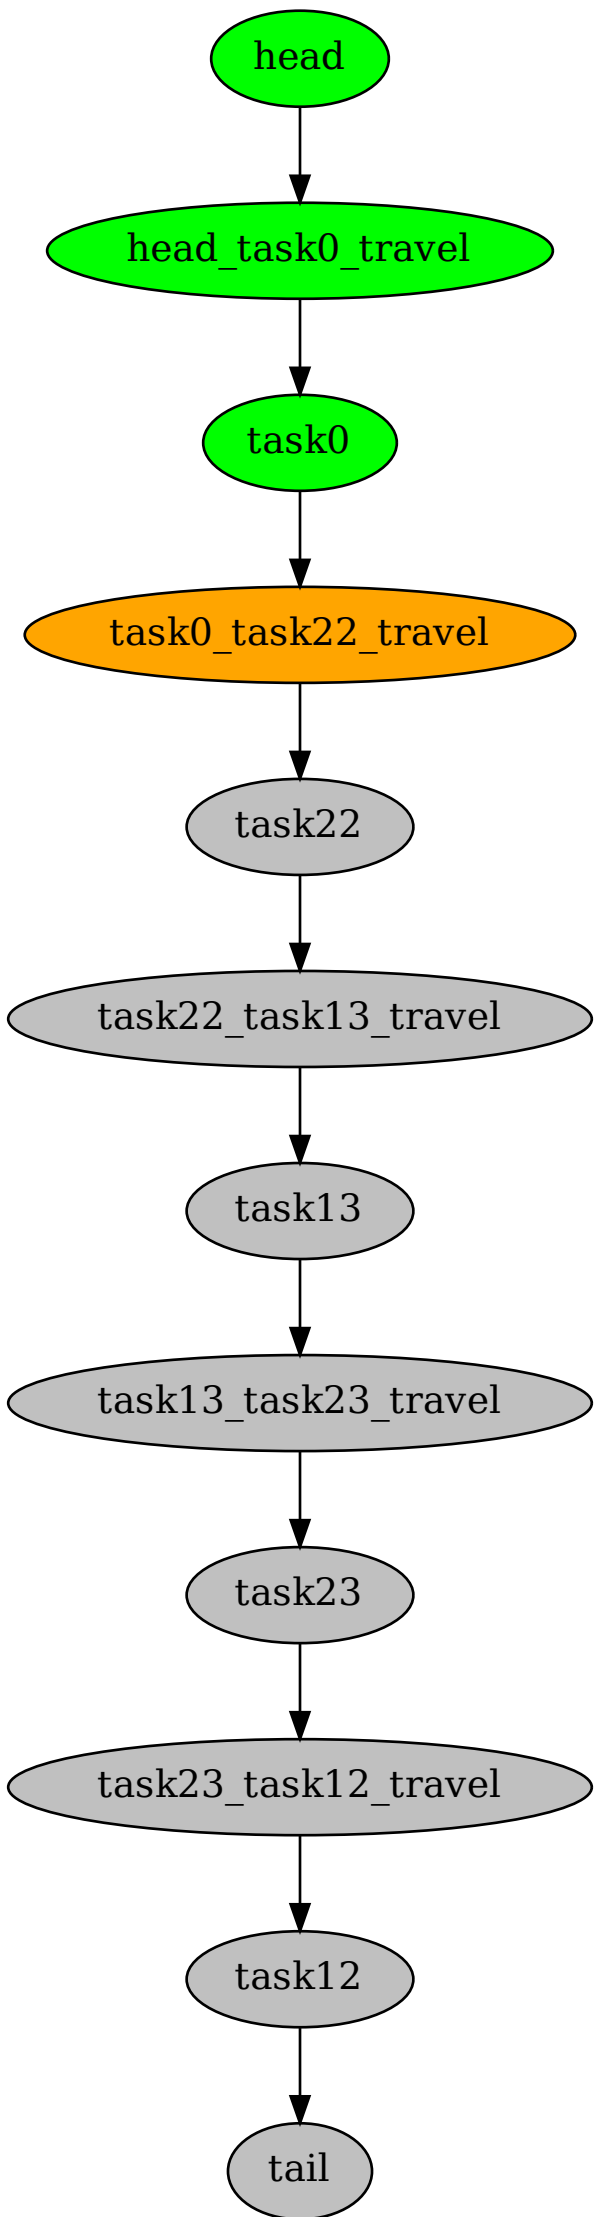 head
head_task0_travel
task0
task0_task22_travel
task22
task22_task13_travel
task13
task13_task23_travel
task23
task23_task12_travel
task12
tail